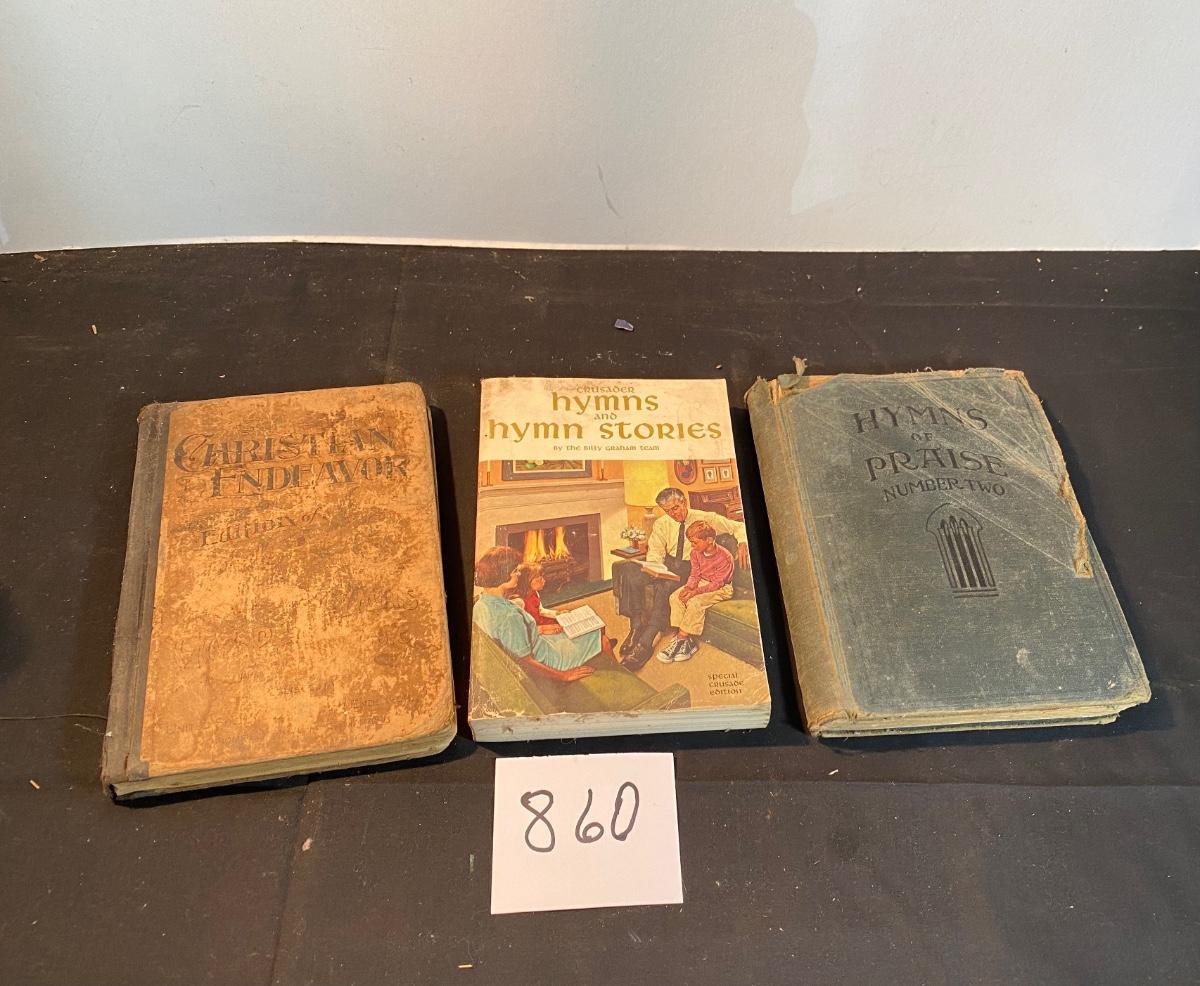 CHRISTIAN
ENDEAVOR
Edition of
CRUSADER
hymns
and
hymn stories
By the Billy Graham Team
special
crusade
edition
HYMNS
OF
PRAISE
NUMBER-TWO
860